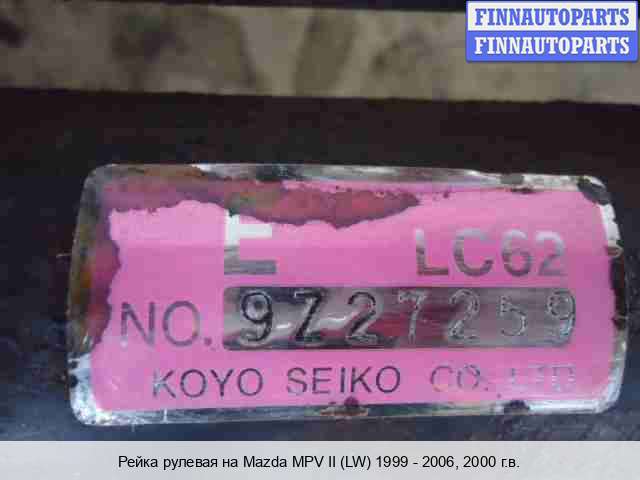 FINNAUTOPARTS
FINNAUTOPARTS
E LC62
NO. 9Z27259
KOYO SEIKO CO. LTD.
Рейка рулевая на Mazda MPV II (LW) 1999 - 2006, 2000 г.в.